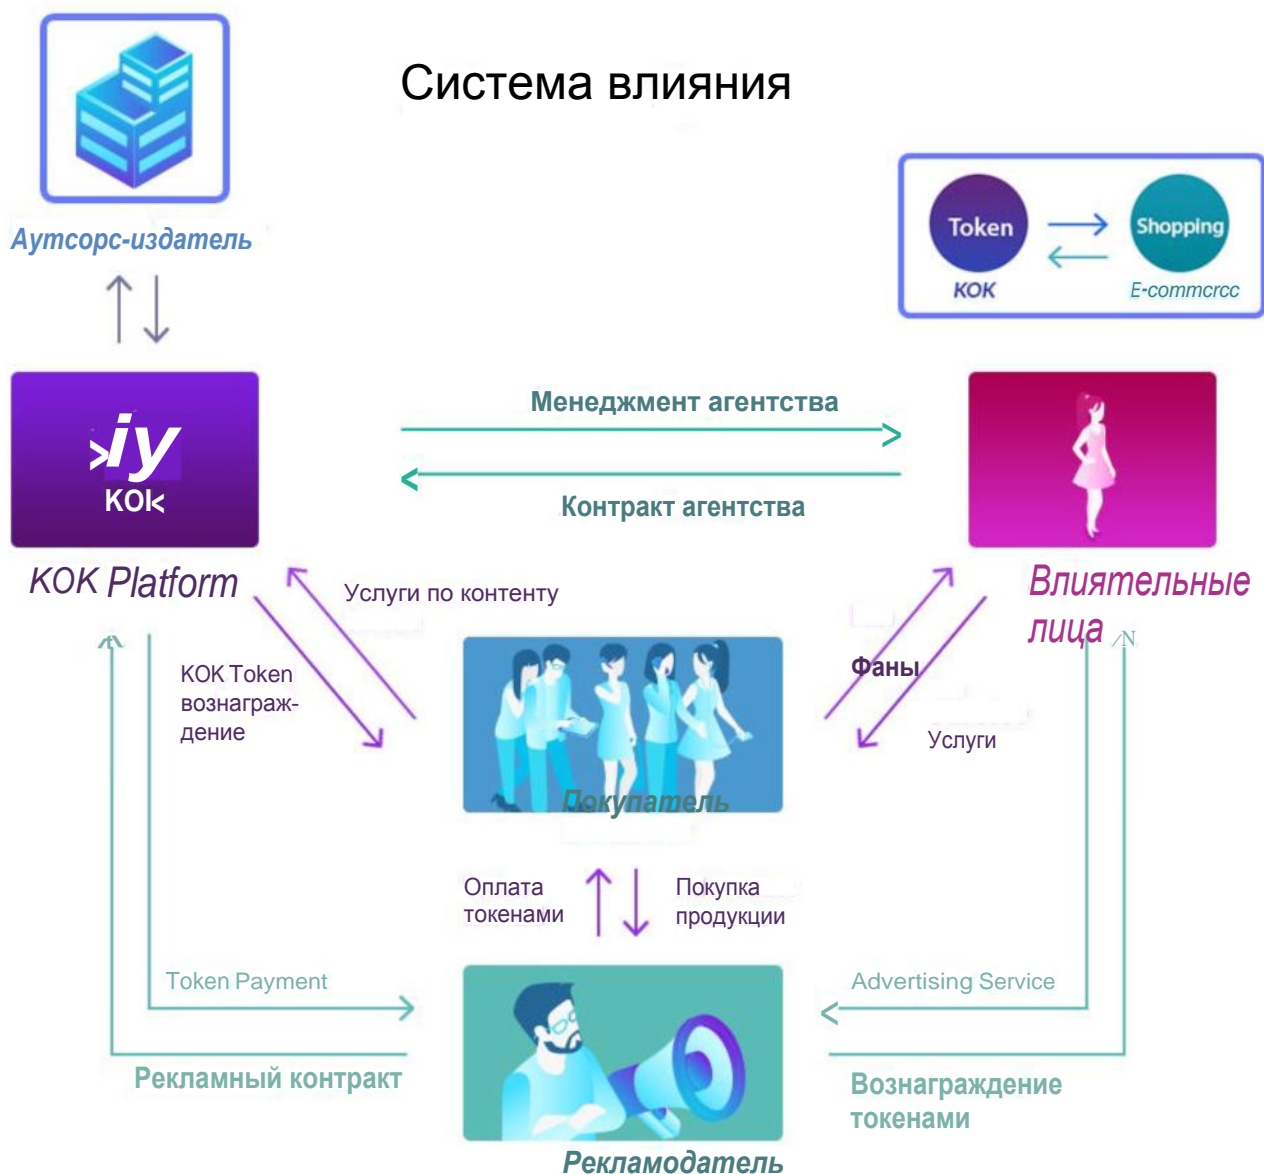 Система влияния
Аутсорс-издатель
Token
Shopping
КОК
E-commcrcc
>iy
KOK
KOK Platform
Менеджмент агентства
Контракт агентства
Влиятельные
лица
Услуги по контенту
KOK Token
вознаграж-
дение
Фаны
Услуги
Покупатель
Оплата
токенами
Покупка
продукции
Token Payment
Advertising Service
Рекламный контракт
Вознаграждение
токенами
Рекламодатель